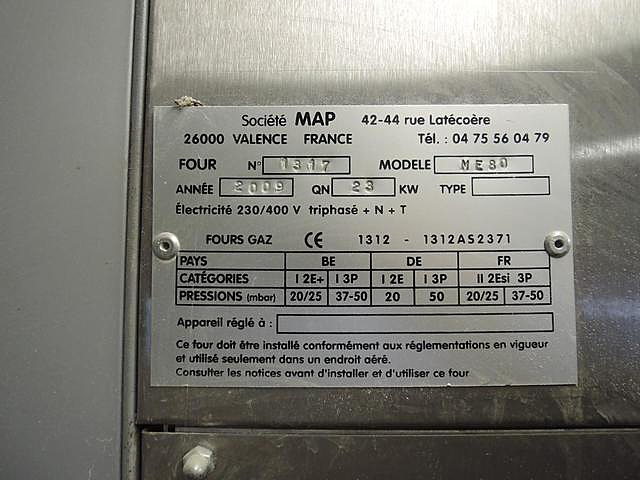 Société MAP 42-44 rue Latécoère
26000 VALENCE FRANCE Tél. : 04 75 56 04 79
FOUR N° 1317 MODELE ME80
ANNÉE 2009 QN 23 KW TYPE
Électricité 230/400 V triphasé + N + T
FOURS GAZ CE 1312 - 1312AS2371
PAYS BE DE FR
CATÉGORIES I 2E+ I 3P I 2E I 3P II 2Esi 3P
PRESSIONS (mbar) 20/25 37-50 20 50 20/25 37-50
Appareil réglé à :
Ce four doit être installé conformément aux réglementations en vigueur
et utilisé seulement dans un endroit aéré.
Consulter les notices avant d'installer et d'utiliser ce four